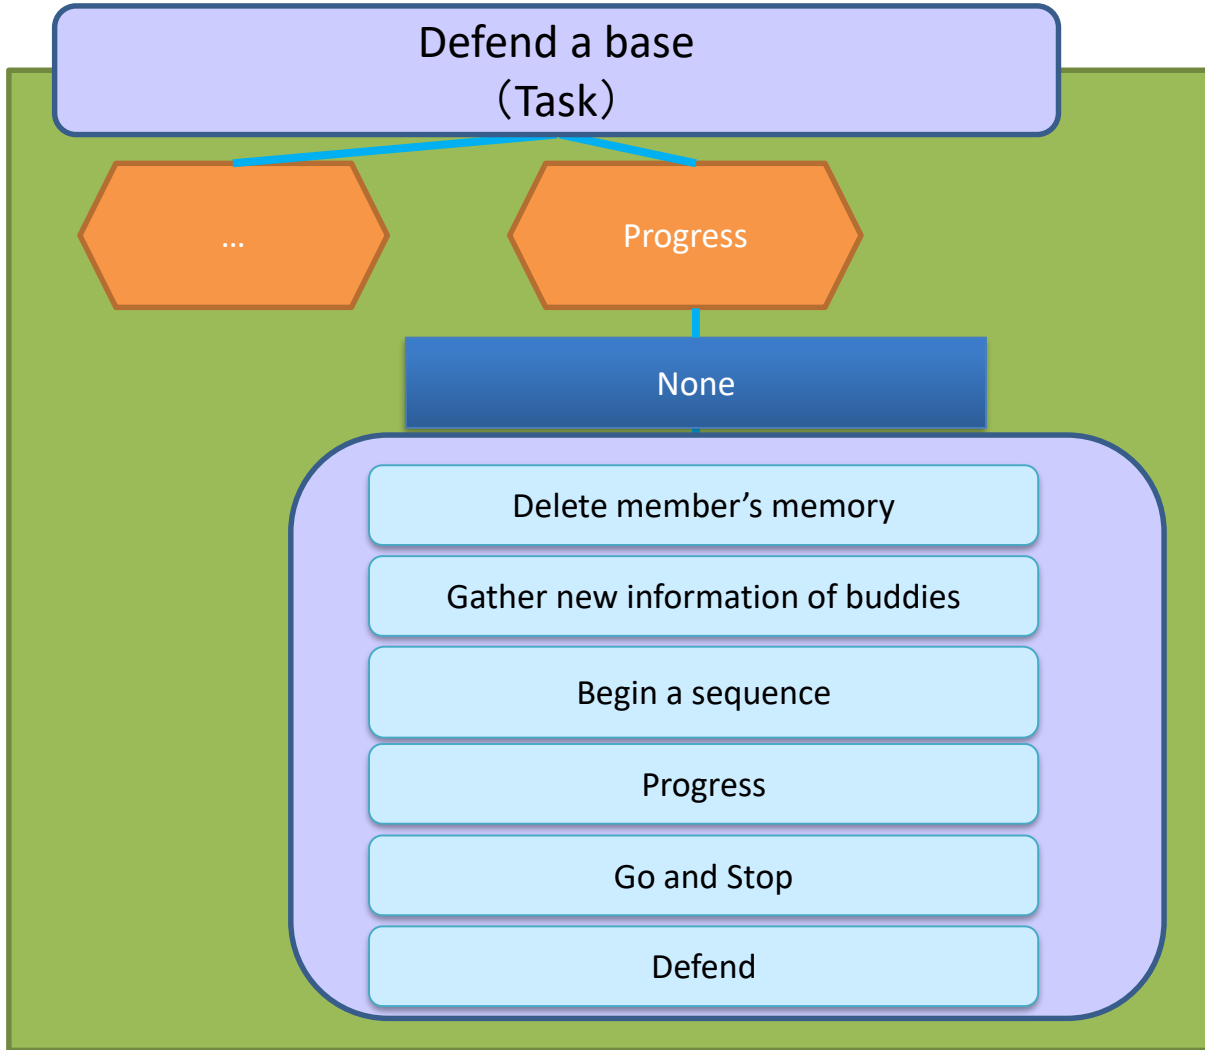 Defend a base
（Task）
...
Progress
None
Delete member’s memory
Gather new information of buddies
Begin a sequence
Progress
Go and Stop
Defend